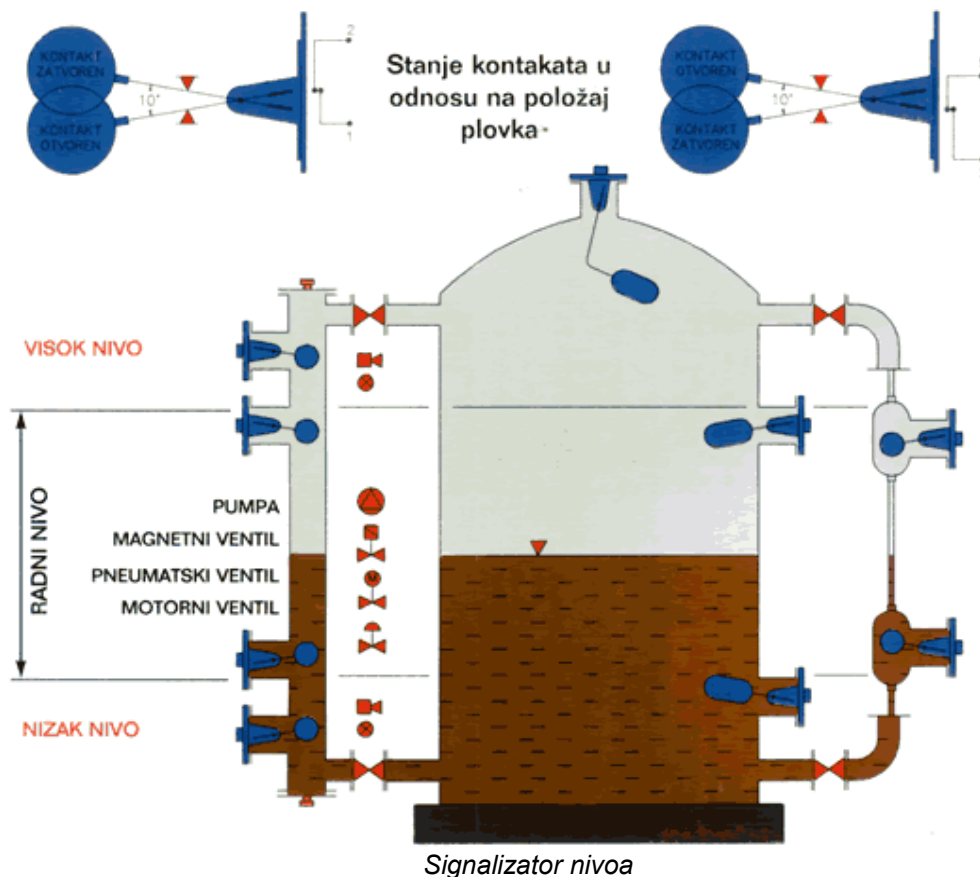 KONTAKT
ZATVOREN
KONTAKT
OTVOREN
10°
2
1
Stanje kontakata u
odnosu na položaj
plovka
KONTAKT
OTVOREN
KONTAKT
ZATVOREN
10°
VISOK NIVO
RADNI NIVO
PUMPA
MAGNETNI VENTIL
PNEUMATSKI VENTIL
MOTORNI VENTIL
M
NIZAK NIVO
Signalizator nivoa